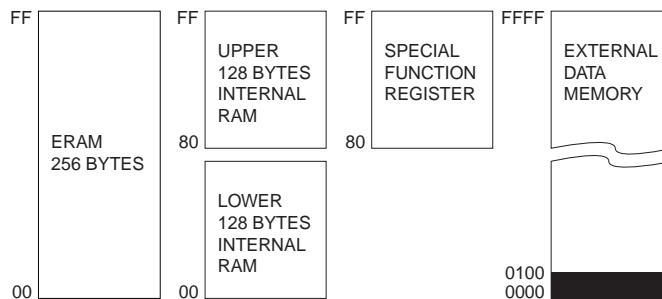 FF
ERAM
256 BYTES
00
FF
UPPER
128 BYTES
INTERNAL
RAM
80
LOWER
128 BYTES
INTERNAL
RAM
00
FF
SPECIAL
FUNCTION
REGISTER
80
FFFF
EXTERNAL
DATA
MEMORY
0100
0000